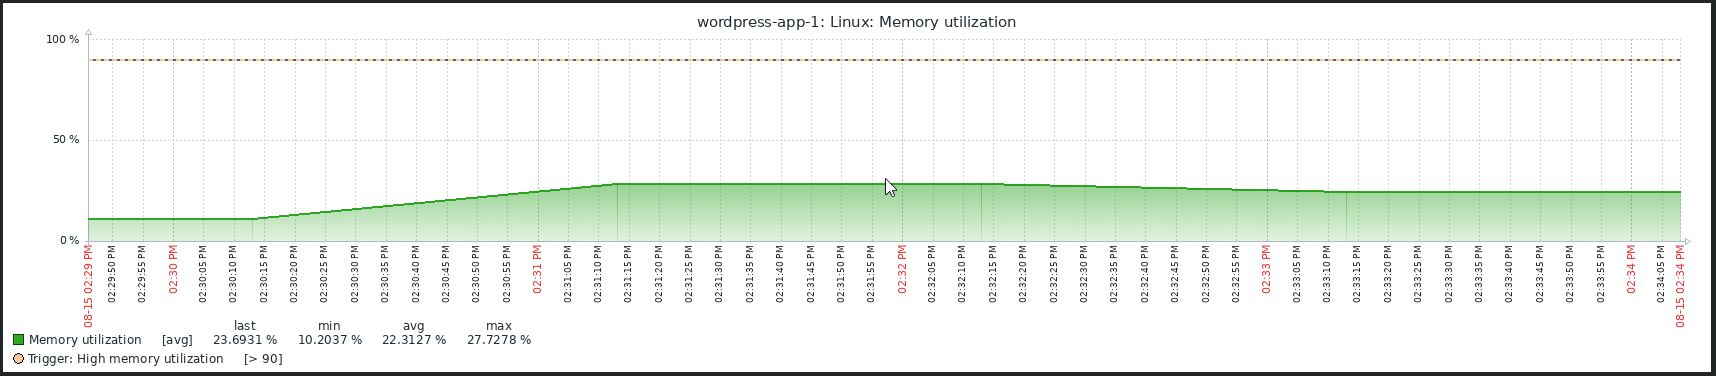 wordpress-app-1: Linux: Memory utilization
100 %
50 %
0 %
08-15 02:29 PM
02:29:50 PM
02:29:55 PM
02:30 PM
02:30:05 PM
02:30:10 PM
02:30:15 PM
02:30:20 PM
02:30:25 PM
02:30:30 PM
02:30:35 PM
02:30:40 PM
02:30:45 PM
02:30:50 PM
02:30:55 PM
02:31 PM
02:31:05 PM
02:31:10 PM
02:31:15 PM
02:31:20 PM
02:31:25 PM
02:31:30 PM
02:31:35 PM
02:31:40 PM
02:31:45 PM
02:31:50 PM
02:31:55 PM
02:32 PM
02:32:05 PM
02:32:10 PM
02:32:15 PM
02:32:20 PM
02:32:25 PM
02:32:30 PM
02:32:35 PM
02:32:40 PM
02:32:45 PM
02:32:50 PM
02:32:55 PM
02:33 PM
02:33:05 PM
02:33:10 PM
02:33:15 PM
02:33:20 PM
02:33:25 PM
02:33:30 PM
02:33:35 PM
02:33:40 PM
02:33:45 PM
02:33:50 PM
02:33:55 PM
02:34 PM
02:34:05 PM
08-15 02:34 PM
last min avg max
Memory utilization [avg] 23.6931 % 10.2037 % 22.3127 % 27.7278 %
Trigger: High memory utilization [> 90]